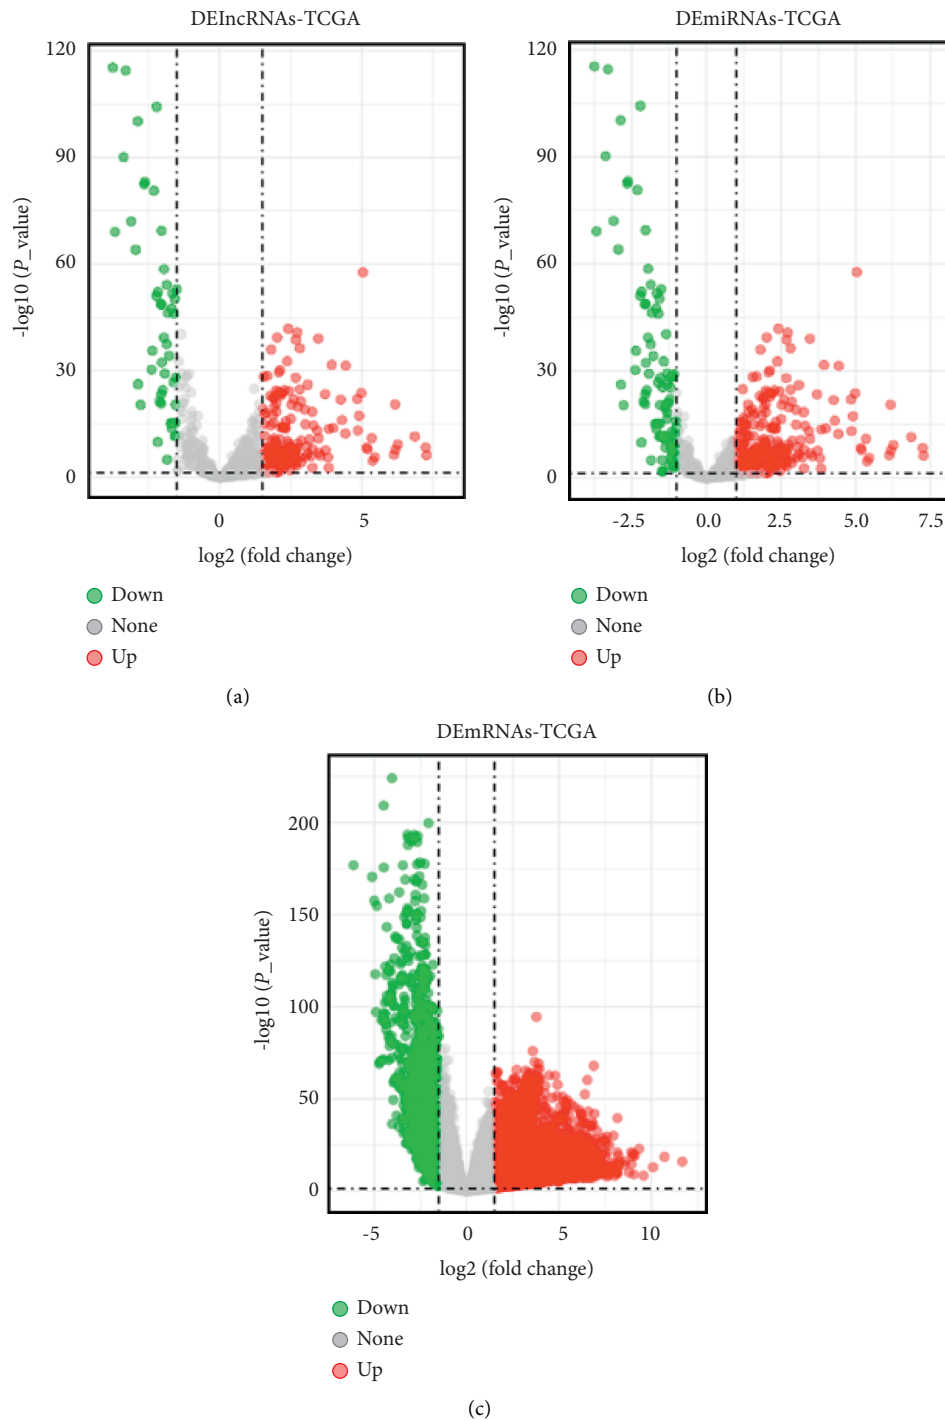 DElncRNAs-TCGA
120
90
60
30
0
-log10 (P_value)
0 5
log2 (fold change)
Down
None
Up
(a)
DEmiRNAs-TCGA
120
90
60
30
0
-log10 (P_value)
-2.5 0.0 2.5 5.0 7.5
log2 (fold change)
Down
None
Up
(b)
DEmRNAs-TCGA
200
150
100
50
0
-log10 (P_value)
-5 0 5 10
log2 (fold change)
Down
None
Up
(c)